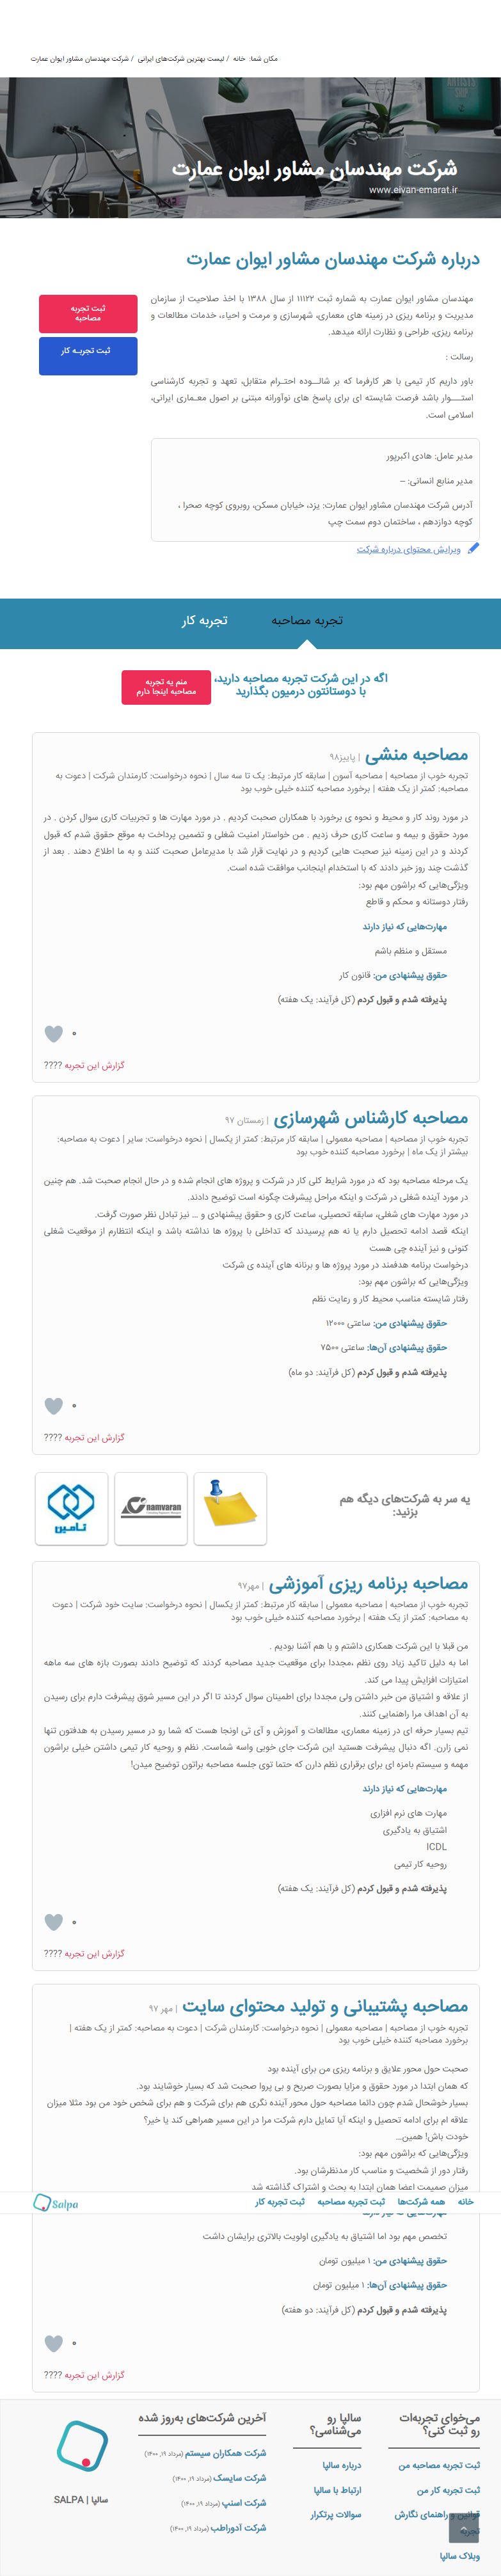 مکان شما: خانه / لیست بهترین شرکت‌های ایرانی / شرکت مهندسان مشاور ایوان عمارت
شرکت مهندسان مشاور ایوان عمارت
www.eivan-emarat.ir
درباره شرکت مهندسان مشاور ایوان عمارت
مهندسان مشاور ایوان عمارت به شماره ثبت ۱۱۱۲۲ از سال ۱۳۸۸ با اخذ صلاحیت از سازمان
مدیریت و برنامه ریزی در زمینه های معماری، شهرسازی و مرمت و احیاء، خدمات مطالعات و
برنامه ریزی، طراحی و نظارت ارائه میدهد.
رسالت :
باور داریم کار تیمی با هر کارفرما که بر شالــوده احتـرام متقابل، تعهد و تجربه کارشناسی
استــــوار باشد فرصت شایسته ای برای پاسخ های نوآورانه مبتنی بر اصول معـماری ایرانی،
اسلامی است.
ثبت تجربه
مصاحبه
ثبت تجربـه کار
مدیر عامل: هادی اکبرپور
مدیر منابع انسانی: –
آدرس شرکت مهندسان مشاور ایوان عمارت: یزد، خیابان مسکن، روبروی کوچه صحرا ،
کوچه دوازدهم ، ساختمان دوم سمت چپ
ویرایش محتوای درباره شرکت
تجربه مصاحبه
تجربه کار
اگه در این شرکت تجربه مصاحبه دارید،
با دوستانتون درمیون بگذارید
منم یه تجربه
مصاحبه اینجا دارم
مصاحبه منشی | پاییز۹۸
تجربه خوب از مصاحبه | مصاحبه آسون | سابقه کار مرتبط: یک تا سه سال | نحوه درخواست: کارمندان شرکت | دعوت به
مصاحبه: کمتر از یک هفته | برخورد مصاحبه کننده خیلی خوب بود
در مورد روند کار و محیط و نحوه ی برخورد با همکاران صحبت کردیم . در مورد مهارت ها و تجربیات کاری سوال کردن . در
مورد حقوق و بیمه و ساعت کاری حرف زدیم . من خواستار امنیت شغلی و تضمین پرداخت به موقع حقوق شدم که قبول
کردند و در این زمینه نیز صحبت هایی کردیم و در نهایت قرار شد با مدیرعامل صحبت کنند و به ما اطلاع دهند . بعد از
گذشت چند روز خبر دادند که با استخدام اینجانب موافقت شده است.
ویژگی‌هایی که براشون مهم بود:
رفتار دوستانه و محکم و قاطع
مهارت‌هایی که نیاز دارند
مستقل و منظم باشم
حقوق پیشنهادی من: قانون کار
پذیرفته شدم و قبول کردم (کل فرآیند: یک هفته)
۰
گزارش این تجربه ????
مصاحبه کارشناس شهرسازی | زمستان ۹۷
تجربه خوب از مصاحبه | مصاحبه معمولی | سابقه کار مرتبط: کمتر از یکسال | نحوه درخواست: سایر | دعوت به مصاحبه:
بیشتر از یک ماه | برخورد مصاحبه کننده خوب بود
یک مرحله مصاحبه بود که در مورد شرایط کلی کار در شرکت و پروژه های انجام شده و در حال انجام صحبت شد. هم چنین
در مورد آینده شغلی در شرکت و اینکه مراحل پیشرفت چگونه است توضیح دادند.
در مورد مهارت های شغلی، سابقه تحصیلی، ساعت کاری و حقوق پیشنهادی و ... نیز تبادل نظر صورت گرفت.
اینکه قصد ادامه تحصیل دارم یا نه هم پرسیدند که تداخلی با پروژه ها نداشته باشد و اینکه انتظارم از موقعیت شغلی
کنونی و نیز آینده چی هست
درخواست برنامه هدفمند در مورد پروژه ها و برنانه های آینده ی شرکت
ویژگی‌هایی که براشون مهم بود:
رفتار شایسته مناسب محیط کار و رعایت نظم
حقوق پیشنهادی من: ساعتی ۱۲۰۰۰
حقوق پیشنهادی آن‌ها: ساعتی ۷۵۰۰
پذیرفته شدم و قبول کردم (کل فرآیند: دو ماه)
۰
گزارش این تجربه ????
یه سر به شرکت‌های دیگه هم
بزنید:
namvaran
تامین
مصاحبه برنامه ریزی آموزشی | مهر۹۷
تجربه خوب از مصاحبه | مصاحبه معمولی | سابقه کار مرتبط: کمتر از یکسال | نحوه درخواست: سایت خود شرکت | دعوت
به مصاحبه: کمتر از یک هفته | برخورد مصاحبه کننده خیلی خوب بود
من قبلا با این شرکت همکاری داشتم و با هم آشنا بودیم .
اما به دلیل تاکید زیاد روی نظم ،مجددا برای موقعیت جدید مصاحبه کردند که توضیح دادند بصورت بازه های سه ماهه
امتیازات افزایش پیدا می کند.
از علاقه و اشتیاق من خبر داشتن ولی مجددا برای اطمینان سوال کردند تا اگر در این مسیر شوق پیشرفت دارم برای رسیدن
به آن اهداف مرا راهنمایی کنند.
تیم بسیار حرفه ای در زمینه معماری، مطالعات و آموزش و آی تی اونجا هست که شما رو در مسیر رسیدن به هدفتون تنها
نمی زارن. اگه دنبال پیشرفت هستید این شرکت جای خوبی واسه شماست. نظم و روحیه کار تیمی داشتن خیلی براشون
مهمه و سیستم بامزه ای برای برقراری نظم دارن که حتما توی جلسه مصاحبه براتون توضیح میدن!
مهارت‌هایی که نیاز دارند
مهارت های نرم افزاری
اشتیاق به یادگیری
ICDL
روحیه کار تیمی
پذیرفته شدم و قبول کردم (کل فرآیند: یک هفته)
۰
گزارش این تجربه ????
مصاحبه پشتیبانی و تولید محتوای سایت | مهر ۹۷
تجربه خوب از مصاحبه | مصاحبه معمولی | نحوه درخواست: کارمندان شرکت | دعوت به مصاحبه: کمتر از یک هفته |
برخورد مصاحبه کننده خیلی خوب بود
صحبت حول محور علایق و برنامه ریزی من برای آینده بود
که همان ابتدا در مورد حقوق و مزایا بصورت صریح و بی پروا صحبت شد که بسیار خوشایند بود.
بسیار خوشحال شدم چون دائما مصاحبه حول محور آینده نگری هم برای شرکت و هم برای شخص خود من بود مثلا میزان
علاقه ام برای ادامه تحصیل و اینکه آیا تمایل دارم شرکت مرا در این مسیر همراهی کند یا خیر؟
خودت باش! همین...
ویژگی‌هایی که براشون مهم بود:
رفتار دور از شخصیت و مناسب کار مدنظرشان بود.
میزان صمیمت اعضا همان ابتدا به بحث و اشتراک گذاشته شد
خانه همه شرکت‌ها ثبت تجربه مصاحبه ثبت تجربه کار Salpa
تخصص مهم بود اما اشتیاق به یادگیری اولویت بالاتری برایشان داشت
حقوق پیشنهادی من: ۱ میلیون تومان
حقوق پیشنهادی آن‌ها: ۱ میلیون تومان
پذیرفته شدم و قبول کردم (کل فرآیند: دو هفته)
۰
گزارش این تجربه ????
می‌خوای تجربه‌ات
رو ثبت کنی؟
ثبت تجربه مصاحبه من
ثبت تجربه کار من
قوانین و راهنمای نگارش
تجربه
وبلاگ سالپا
سالپا رو
می‌شناسی؟
درباره سالپا
ارتباط با سالپا
سوالات پرتکرار
آخرین شرکت‌های به‌روز شده
شرکت همکاران سیستم (مرداد ۱۹, ۱۴۰۰)
شرکت سایسک (مرداد ۱۹, ۱۴۰۰)
شرکت اسنپ (مرداد ۱۹, ۱۴۰۰)
شرکت آدوراطب (مرداد ۱۹, ۱۴۰۰)
سالپا | SALPA